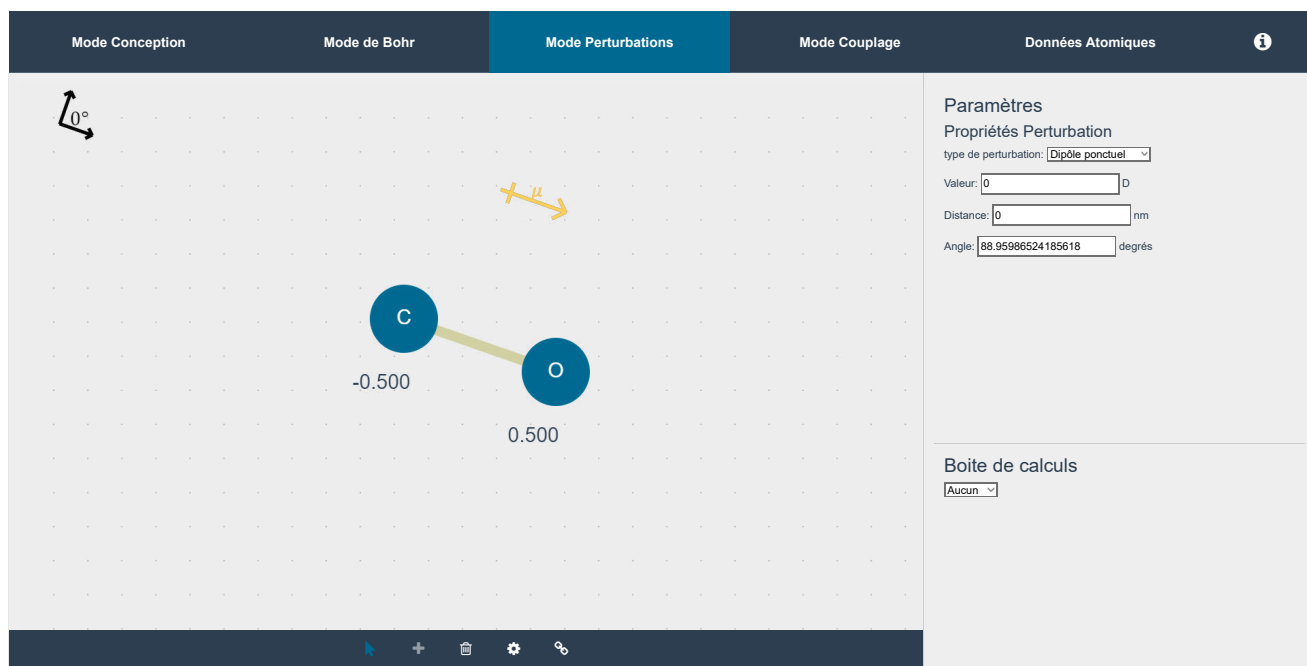 Mode Conception Mode de Bohr Mode Perturbations Mode Couplage Données Atomiques
0°
μ
C
-0.500
O
0.500
Paramètres
Propriétés Perturbation
type de perturbation: Dipôle ponctuel
Valeur: 0 D
Distance: 0 nm
Angle: 88.95986524185618 degrés
Boite de calculs
Aucun